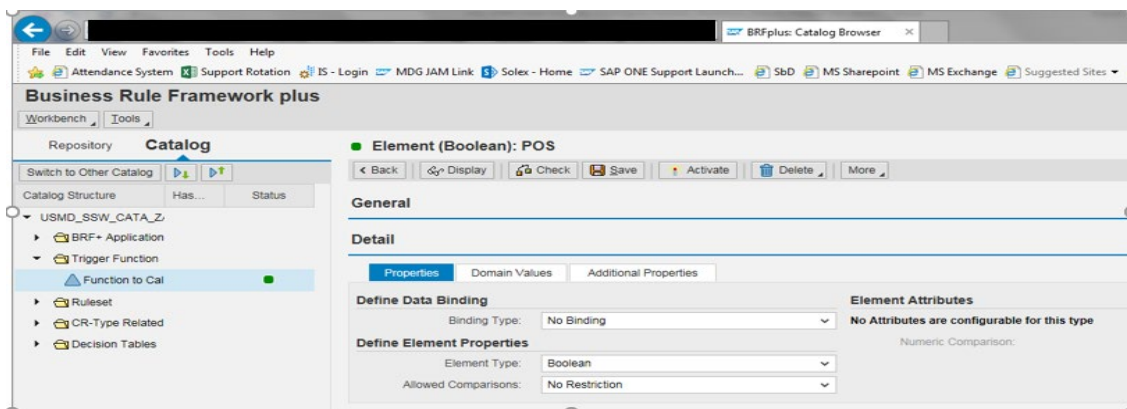 BRFplus: Catalog Browser
File Edit View Favorites Tools Help
Attendance System Support Rotation IS - Login MDG JAM Link Solex - Home SAP ONE Support Launch... SbD MS Sharepoint MS Exchange Suggested Sites
Business Rule Framework plus
Workbench Tools
Repository Catalog
Element (Boolean): POS
Switch to Other Catalog
Back Display Check Save Activate Delete More
Catalog Structure Has... Status
General
USMD_SSW_CATA_Z
BRF+ Application
Detail
Trigger Function
Properties Domain Values Additional Properties
Function to Cal
Define Data Binding Element Attributes
Ruleset
Binding Type: No Binding No Attributes are configurable for this type
CR-Type Related
Define Element Properties Numeric Comparison:
Decision Tables
Element Type: Boolean
Allowed Comparisons: No Restriction